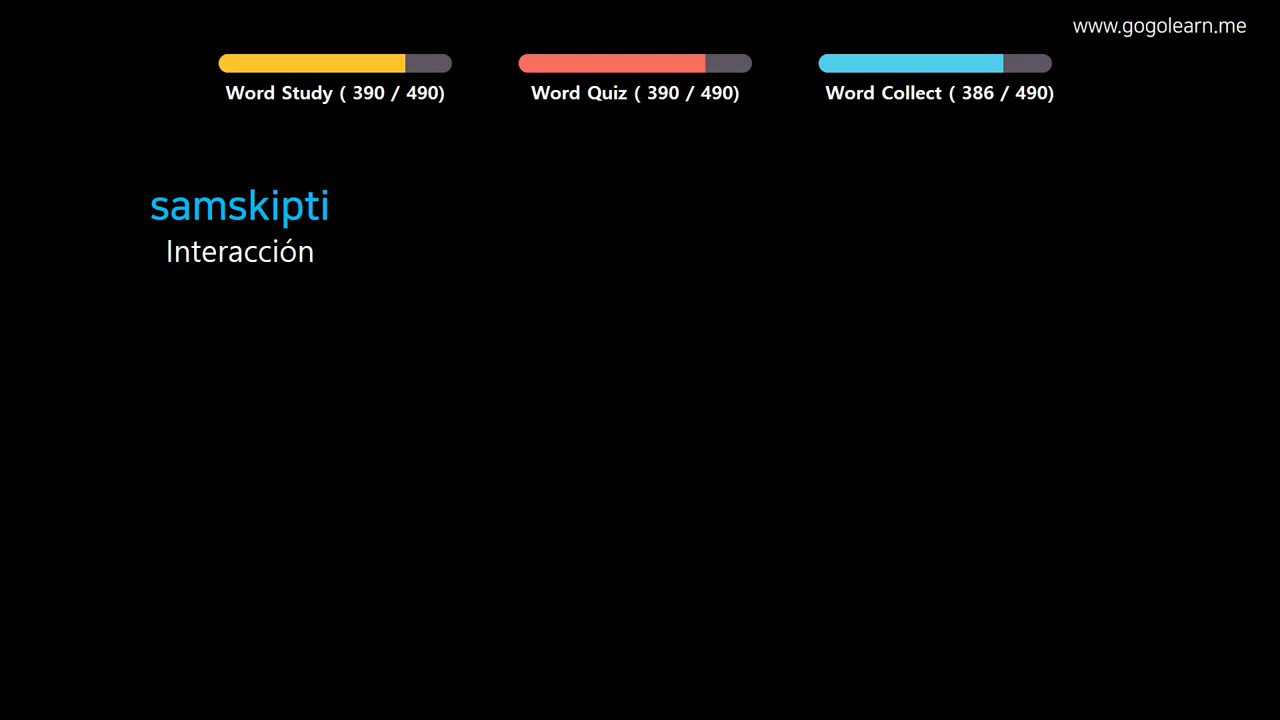 www.gogolearn.me
Word Study ( 390 / 490)
Word Quiz ( 390 / 490)
Word Collect ( 386 / 490)
samskipti
Interacción